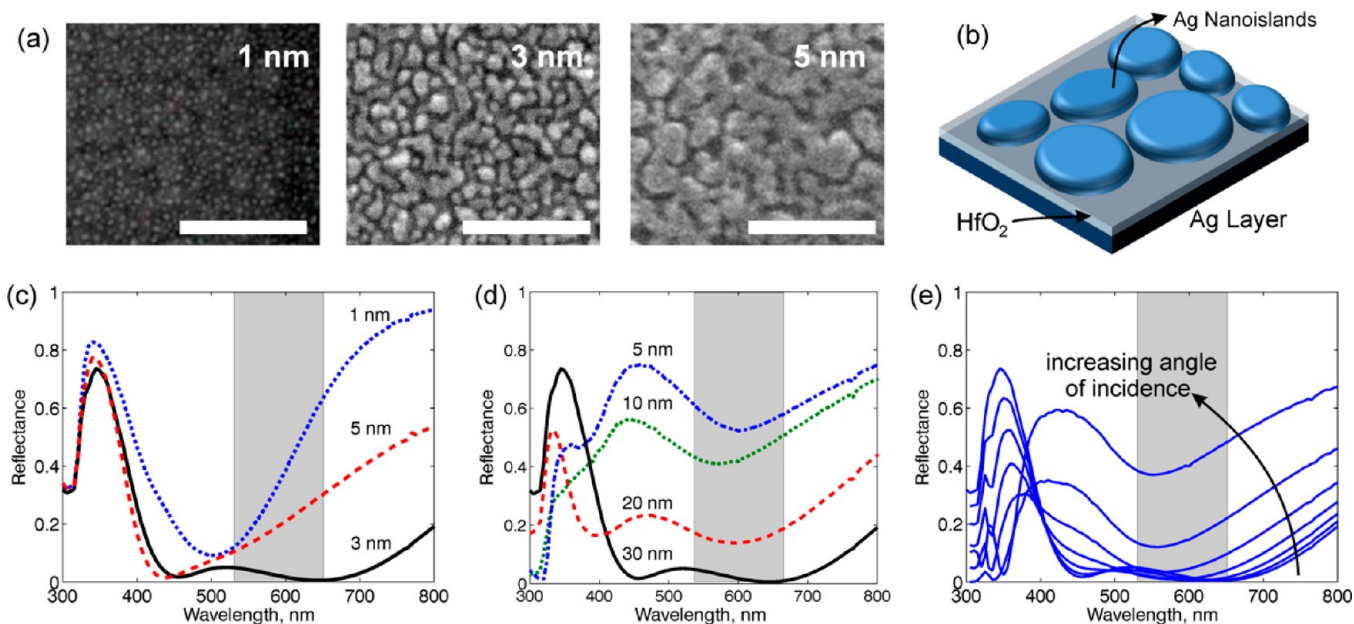 (a)
1 nm
3 nm
5 nm
(b)
Ag Nanoislands
HfO₂
Ag Layer
(c)
1
0.8
0.6
0.4
0.2
0
Reflectance
1 nm
5 nm
3 nm
300 400 500 600 700 800
Wavelength, nm
(d)
1
0.8
0.6
0.4
0.2
0
Reflectance
5 nm
10 nm
20 nm
30 nm
300 400 500 600 700 800
Wavelength, nm
(e)
1
0.8
0.6
0.4
0.2
0
Reflectance
increasing angle
of incidence
300 400 500 600 700 800
Wavelength, nm